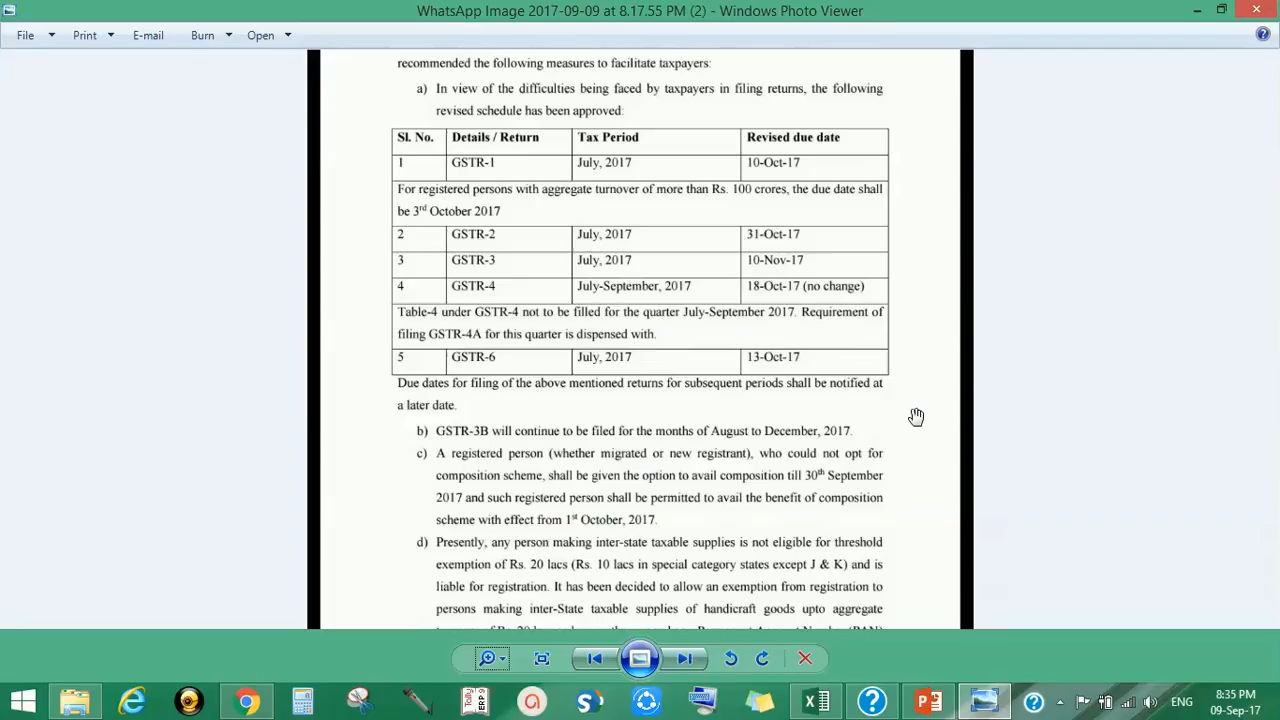 WhatsApp Image 2017-09-09 at 8.17.55 PM (2) - Windows Photo Viewer
File Print E-mail Burn Open
recommended the following measures to facilitate taxpayers:
a) In view of the difficulties being faced by taxpayers in filing returns, the following
revised schedule has been approved:
Sl. No. Details / Return Tax Period Revised due date
1 GSTR-1 July, 2017 10-Oct-17
For registered persons with aggregate turnover of more than Rs. 100 crores, the due date shall
be 3rd October 2017
2 GSTR-2 July, 2017 31-Oct-17
3 GSTR-3 July, 2017 10-Nov-17
4 GSTR-4 July-September, 2017 18-Oct-17 (no change)
Table-4 under GSTR-4 not to be filled for the quarter July-September 2017. Requirement of
filing GSTR-4A for this quarter is dispensed with.
5 GSTR-6 July, 2017 13-Oct-17
Due dates for filing of the above mentioned returns for subsequent periods shall be notified at
a later date.
b) GSTR-3B will continue to be filed for the months of August to December, 2017.
c) A registered person (whether migrated or new registrant), who could not opt for
composition scheme, shall be given the option to avail composition till 30th September
2017 and such registered person shall be permitted to avail the benefit of composition
scheme with effect from 1st October, 2017.
d) Presently, any person making inter-state taxable supplies is not eligible for threshold
exemption of Rs. 20 lacs (Rs. 10 lacs in special category states except J & K) and is
liable for registration. It has been decided to allow an exemption from registration to
persons making inter-State taxable supplies of handicraft goods upto aggregate
ENG
8:35 PM
09-Sep-17